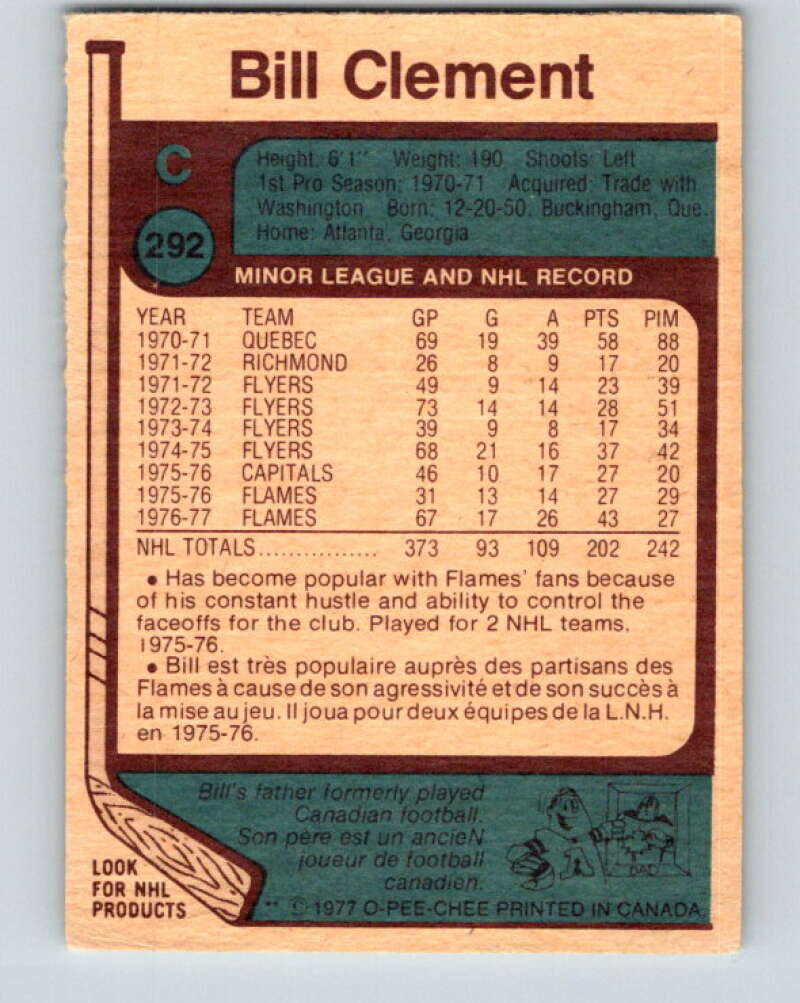 Bill Clement
C
Height: 6'1" Weight: 190 Shoots: Left
1st Pro Season: 1970-71 Acquired: Trade with
Washington Born: 12-20-50, Buckingham, Que.
Home: Atlanta, Georgia
292
MINOR LEAGUE AND NHL RECORD
YEAR TEAM GP G A PTS PIM
1970-71 QUEBEC 69 19 39 58 88
1971-72 RICHMOND 26 8 9 17 20
1971-72 FLYERS 49 9 14 23 39
1972-73 FLYERS 73 14 14 28 51
1973-74 FLYERS 39 9 8 17 34
1974-75 FLYERS 68 21 16 37 42
1975-76 CAPITALS 46 10 17 27 20
1975-76 FLAMES 31 13 14 27 29
1976-77 FLAMES 67 17 26 43 27
NHL TOTALS................ 373 93 109 202 242
• Has become popular with Flames' fans because
of his constant hustle and ability to control the
faceoffs for the club. Played for 2 NHL teams,
1975-76.
• Bill est très populaire auprès des partisans des
Flames à cause de son agressivité et de son succès à
la mise au jeu. Il joua pour deux équipes de la L.N.H.
en 1975-76.
Bill's father formerly played
Canadian football.
Son père est un ancieN
joueur de football
canadien.
DAD
LOOK
FOR NHL
PRODUCTS
** © 1977 O-PEE-CHEE PRINTED IN CANADA